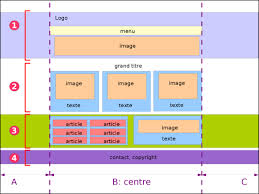 1
Logo
menu
image
grand titre
2
image image image
texte texte texte
3
article article
article article
article article
image
texte
4
contact, copyright
A B: centre C